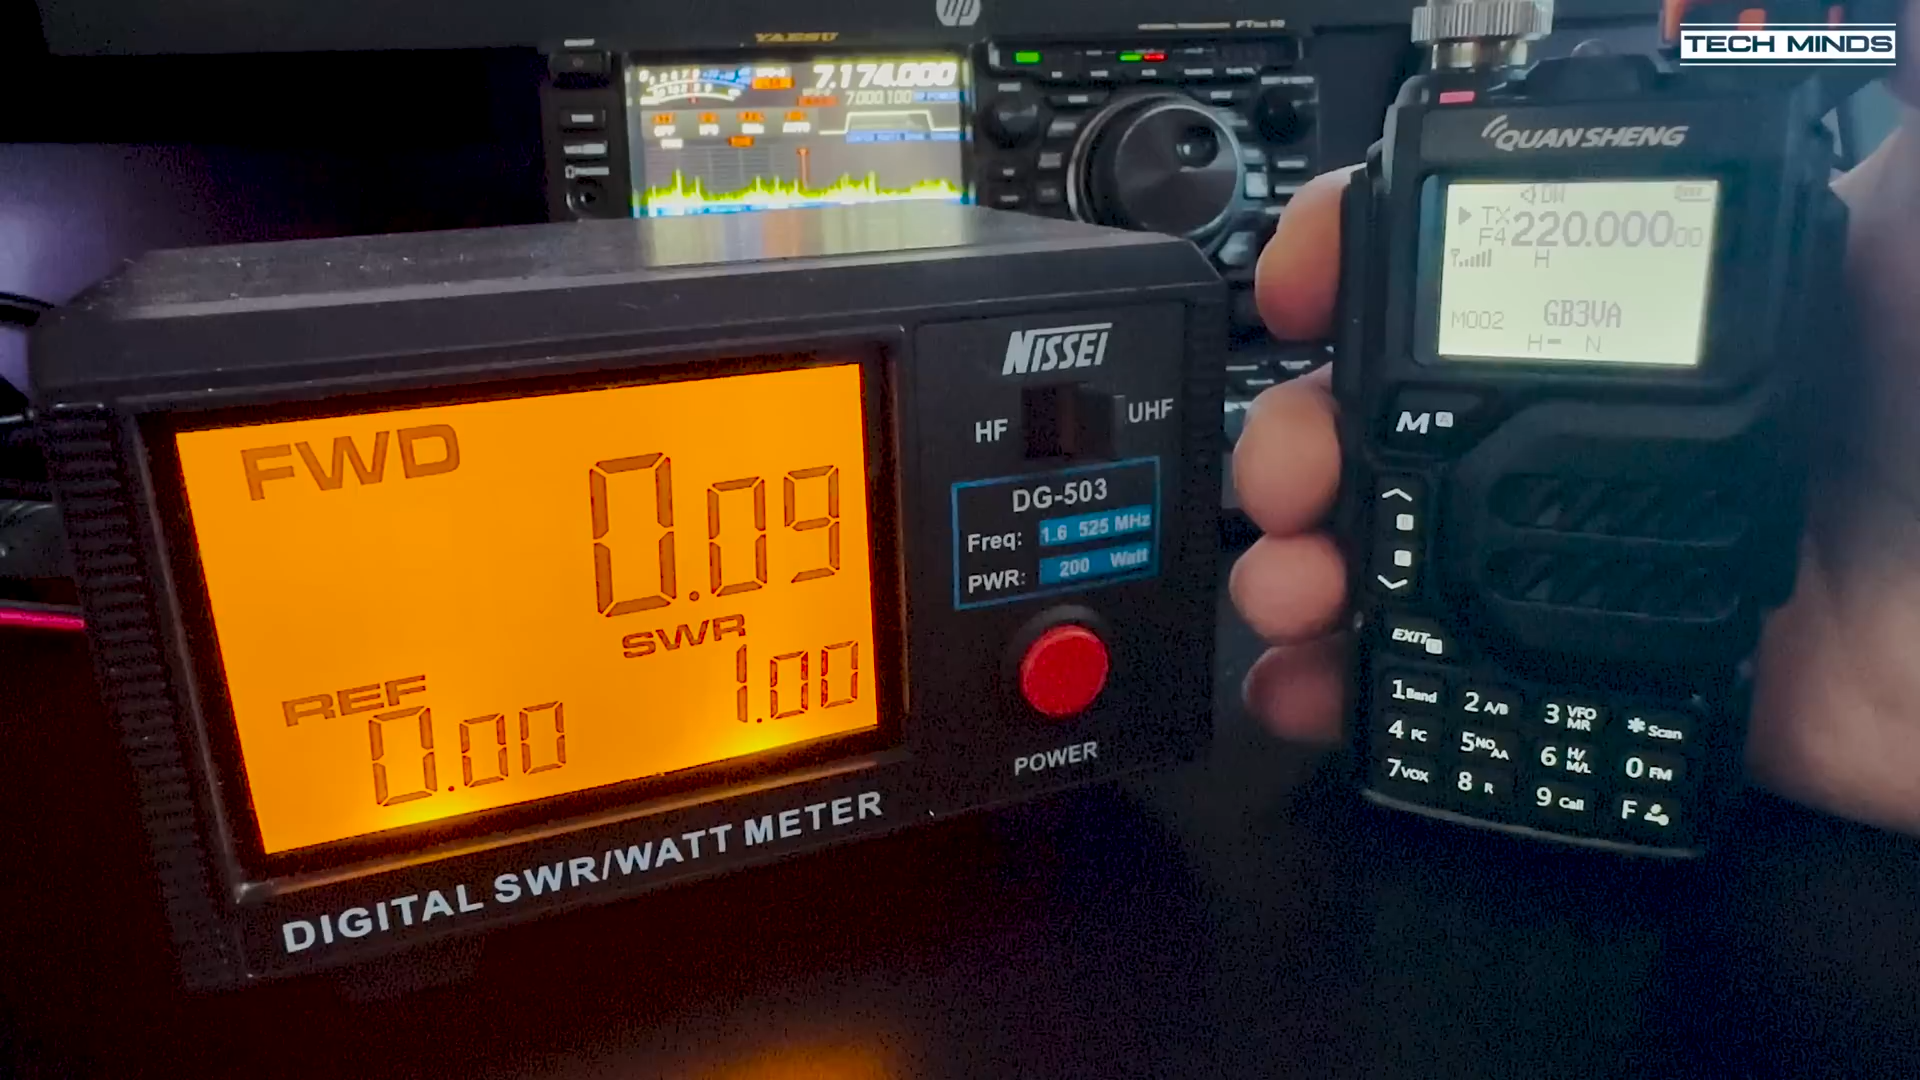 TECH MINDS
YAESU
7.174.000
7.000.100
QUANSHENG
DW
TX 220.00000
F4
H
M002 GB3VA
H N
NISSEI
HF UHF
DG-503
Freq: 1.6 525 MHz
PWR: 200 Watt
POWER
FWD
0.09
SWR
1.00
REF
0.00
DIGITAL SWR/WATT METER
M A
B
C
EXIT D
1 Band 2 A/B 3 VFO MR * Scan
4 FC 5 NOAA 6 H/M/L 0 FM
7 VOX 8 R 9 Call F
hp